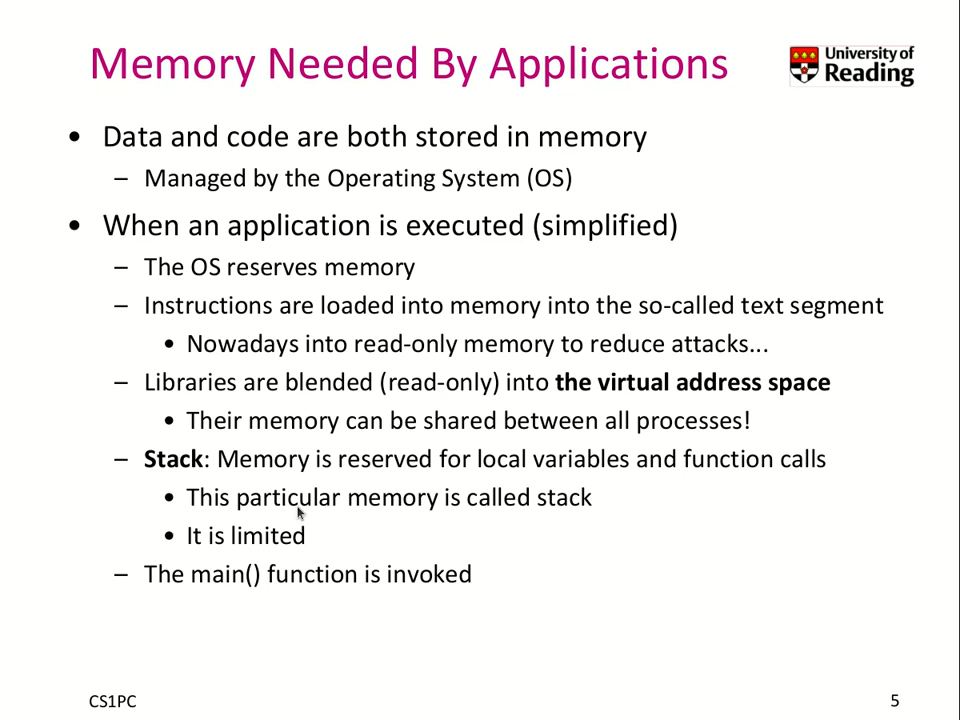 Memory Needed By Applications
University of
Reading
• Data and code are both stored in memory
– Managed by the Operating System (OS)
• When an application is executed (simplified)
– The OS reserves memory
– Instructions are loaded into memory into the so-called text segment
• Nowadays into read-only memory to reduce attacks...
– Libraries are blended (read-only) into the virtual address space
• Their memory can be shared between all processes!
– Stack: Memory is reserved for local variables and function calls
• This particular memory is called stack
• It is limited
– The main() function is invoked
CS1PC
5